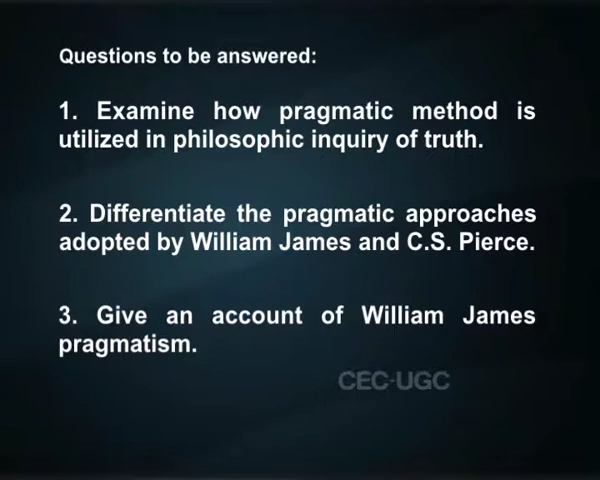 Questions to be answered:
1. Examine how pragmatic method is
utilized in philosophic inquiry of truth.
2. Differentiate the pragmatic approaches
adopted by William James and C.S. Pierce.
3. Give an account of William James
pragmatism.
CEC-UGC